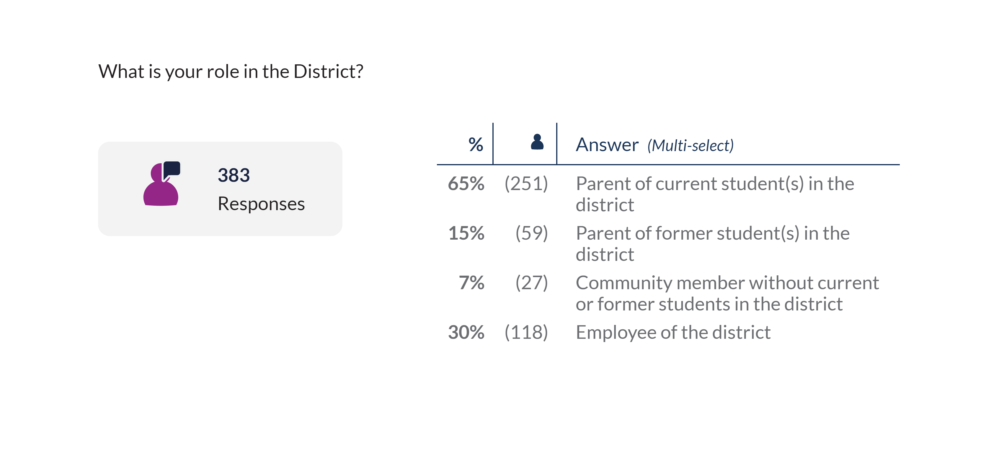 What is your role in the District?
383
Responses
% Answer (Multi-select)
65% (251) Parent of current student(s) in the
district
15% (59) Parent of former student(s) in the
district
7% (27) Community member without current
or former students in the district
30% (118) Employee of the district